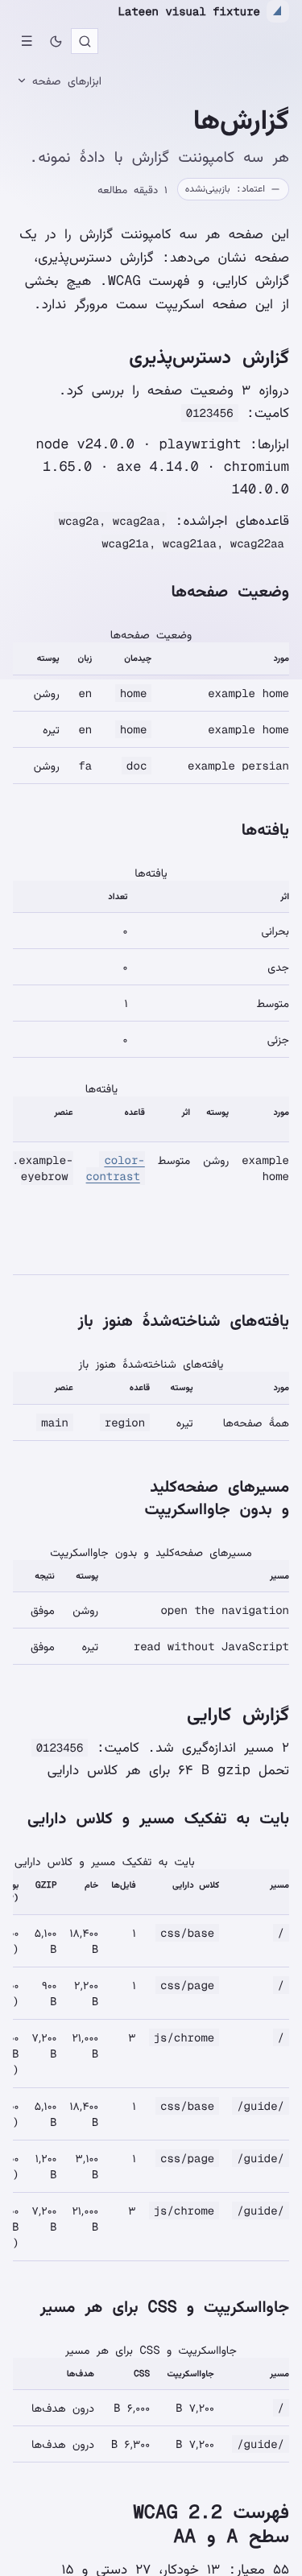 Lateen visual fixture
ابزارهای صفحه
گزارش‌ها
هر سه کامپوننت گزارش با دادهٔ نمونه.
— اعتماد: بازبینی‌نشده
۱ دقیقه مطالعه
این صفحه هر سه کامپوننت گزارش را در یک
صفحه نشان می‌دهد: گزارش دسترس‌پذیری،
گزارش کارایی، و فهرست WCAG. هیچ بخشی
از این صفحه اسکریپت سمت مرورگر ندارد.
گزارش دسترس‌پذیری
دروازه ۳ وضعیت صفحه را بررسی کرد.
کامیت: 0123456
ابزارها: node v24.0.0 · playwright
1.65.0 · axe 4.14.0 · chromium
140.0.0
قاعده‌های اجراشده: wcag2a, wcag2aa,
wcag21a, wcag21aa, wcag22aa
وضعیت صفحه‌ها
وضعیت صفحه‌ها
مورد چیدمان زبان پوسته
example home home en روشن
example home home en تیره
example persian doc fa روشن
یافته‌ها
یافته‌ها
اثر تعداد
بحرانی ۰
جدی ۰
متوسط ۱
جزئی ۰
یافته‌ها
مورد پوسته اثر قاعده عنصر
example روشن متوسط color- .example-
home contrast eyebrow
یافته‌های شناخته‌شدهٔ هنوز باز
یافته‌های شناخته‌شدهٔ هنوز باز
مورد پوسته قاعده عنصر
همهٔ صفحه‌ها تیره region main
مسیرهای صفحه‌کلید
و بدون جاوااسکریپت
مسیرهای صفحه‌کلید و بدون جاوااسکریپت
مسیر پوسته نتیجه
open the navigation روشن موفق
read without JavaScript تیره موفق
گزارش کارایی
۲ مسیر اندازه‌گیری شد. کامیت: 0123456
تحمل ۶۴ B gzip برای هر کلاس دارایی
بایت به تفکیک مسیر و کلاس دارایی
بایت به تفکیک مسیر و کلاس دارایی
مسیر کلاس دارایی فایل‌ها خام GZIP
/ css/base ۱ ۱۸,۴۰۰ B ۵,۱۰۰ B
/ css/page ۱ ۲,۲۰۰ B ۹۰۰ B
/ js/chrome ۳ ۲۱,۰۰۰ B ۷,۲۰۰ B
/guide/ css/base ۱ ۱۸,۴۰۰ B ۵,۱۰۰ B
/guide/ css/page ۱ ۳,۱۰۰ B ۱,۲۰۰ B
/guide/ js/chrome ۳ ۲۱,۰۰۰ B ۷,۲۰۰ B
جاوااسکریپت و CSS برای هر مسیر
جاوااسکریپت و CSS برای هر مسیر
مسیر جاوااسکریپت CSS هدف‌ها
/ ۷,۲۰۰ B ۶,۰۰۰ B درون هدف‌ها
/guide/ ۷,۲۰۰ B ۶,۳۰۰ B درون هدف‌ها
فهرست WCAG 2.2
سطح A و AA
۵۵ معیار: ۱۳ خودکار، ۲۷ دستی و ۱۵